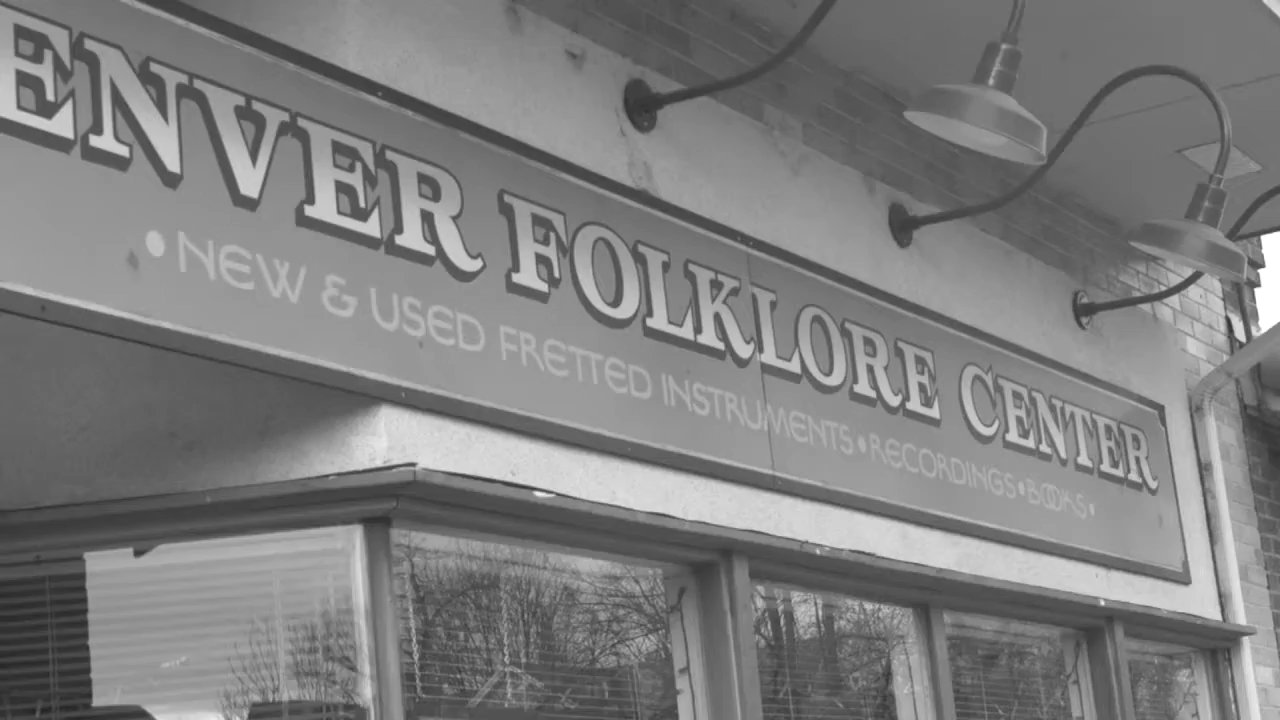 ENVER FOLKLORE CENTER
• NEW & USED FRETTED INSTRUMENTS • RECORDINGS • BOOKS •